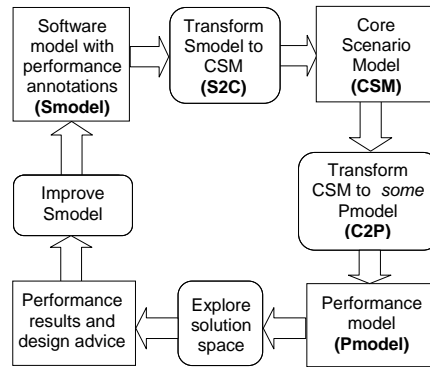 Software
model with
performance
annotations
(Smodel)
Transform
Smodel to
CSM
(S2C)
Core
Scenario
Model
(CSM)
Transform
CSM to some
Pmodel
(C2P)
Improve
Smodel
Performance
results and
design advice
Explore
solution
space
Performance
model
(Pmodel)